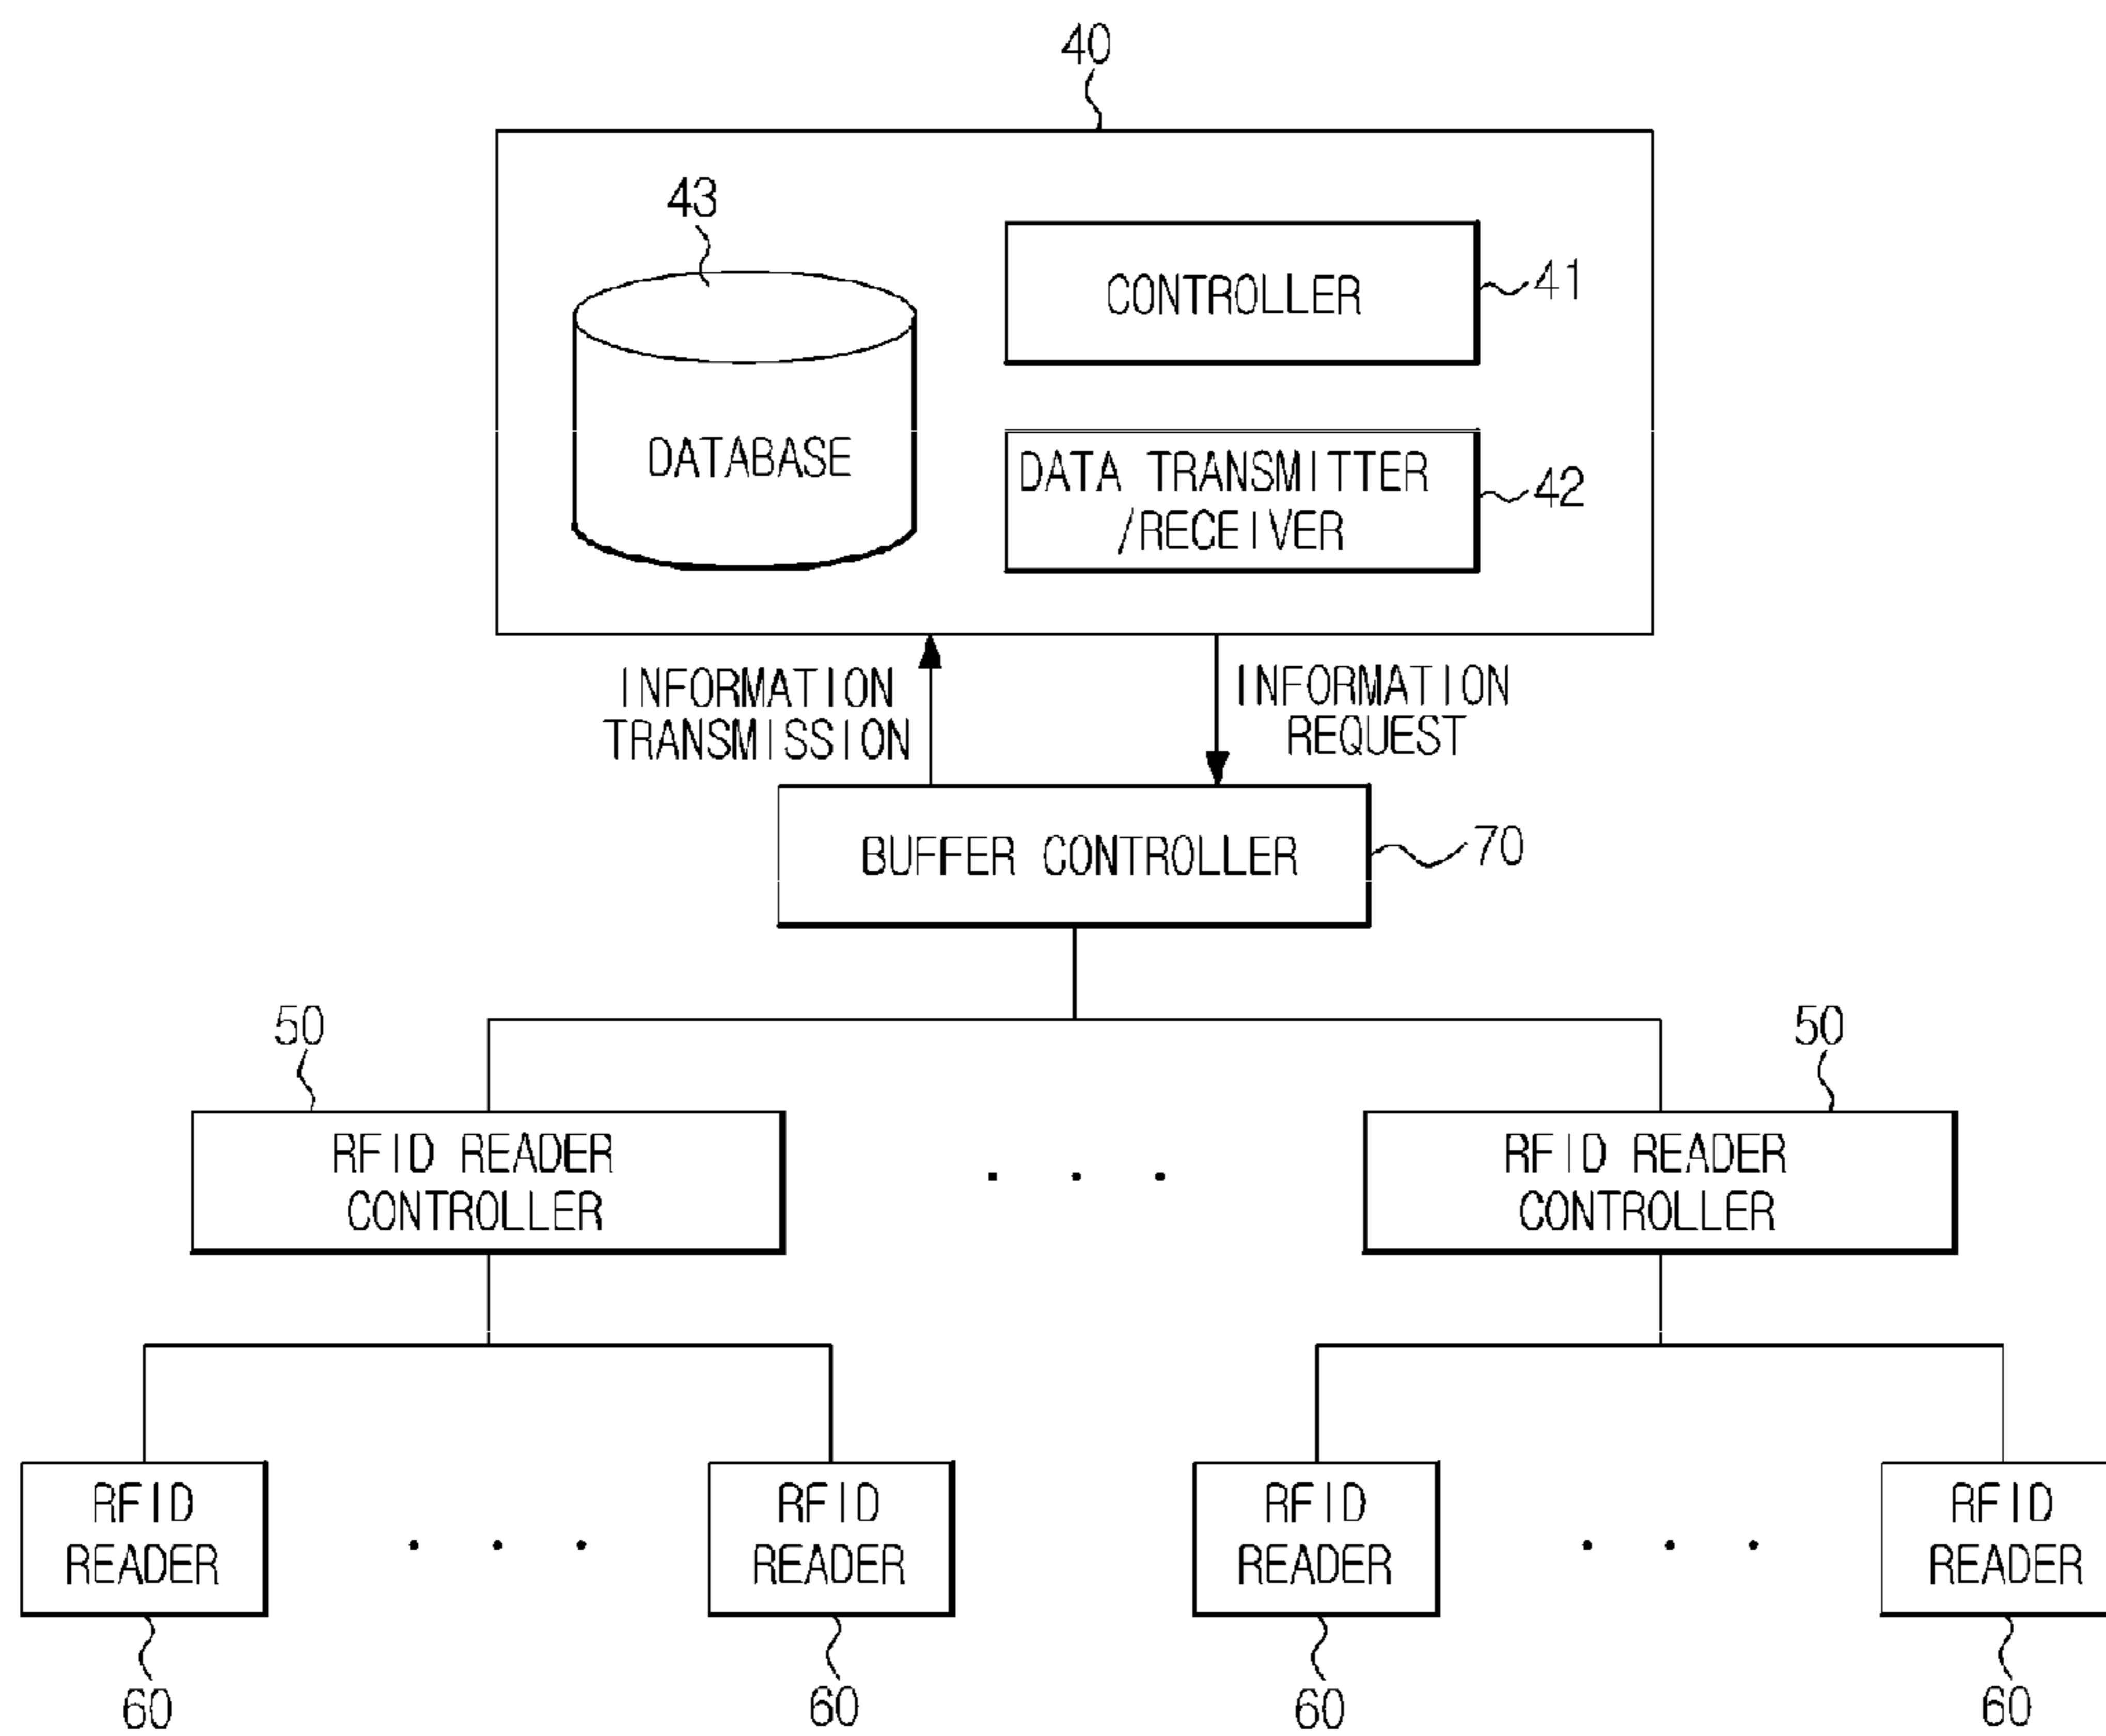 40
43
CONTROLLER
41
DATABASE
DATA TRANSMITTER
/RECEIVER
42
INFORMATION
TRANSMISSION
INFORMATION
REQUEST
BUFFER CONTROLLER
70
50
50
RFID READER
CONTROLLER
. . .
RFID READER
CONTROLLER
RFID
READER
. . .
RFID
READER
RFID
READER
. . .
RFID
READER
60
60
60
60